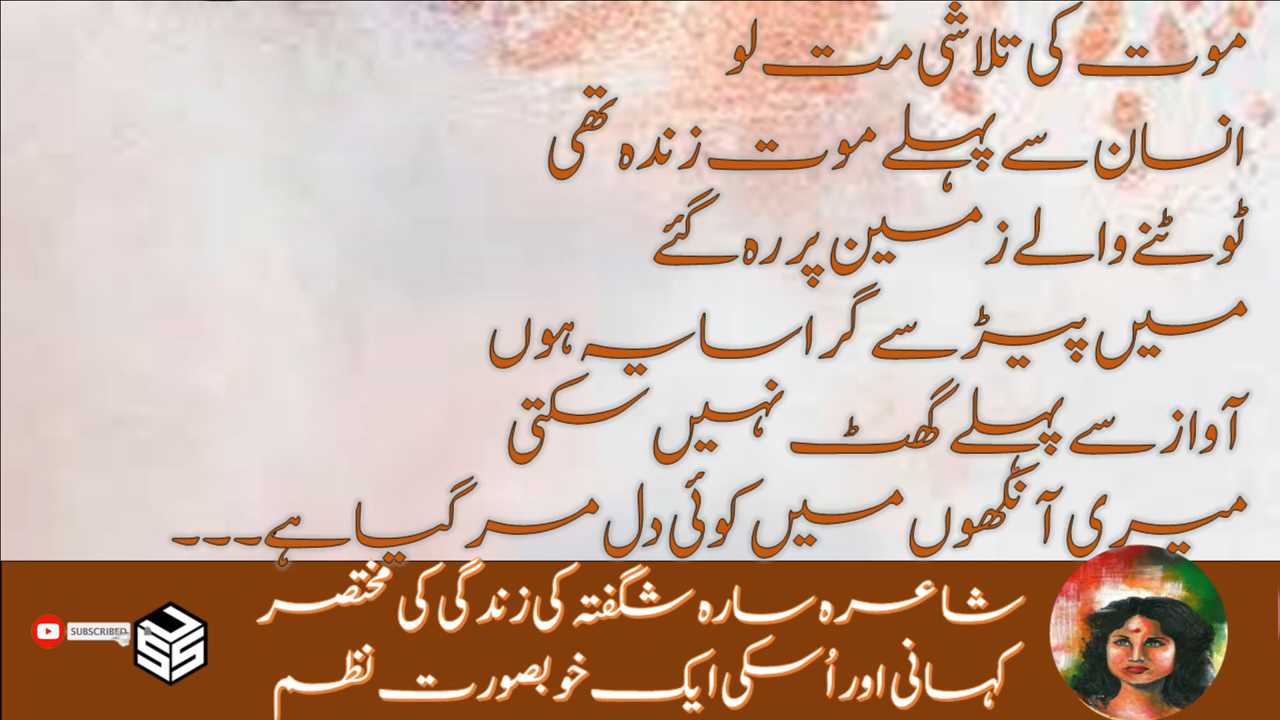 موت کی تلاشی مت لو
انسان سے پہلے موت زندہ تھی
ٹوٹنے والے زمین پر رہ گئے
میں پیڑ سے گرا سایہ ہوں
آواز سے پہلے گھٹ نہیں سکتی
میری آنکھوں میں کوئی دل مر گیا ہے۔۔۔
شاعرہ سارہ شگفتہ کی زندگی کی مختصر
کہانی اور اُسکی ایک خوبصورت نظم
SUBSCRIBED